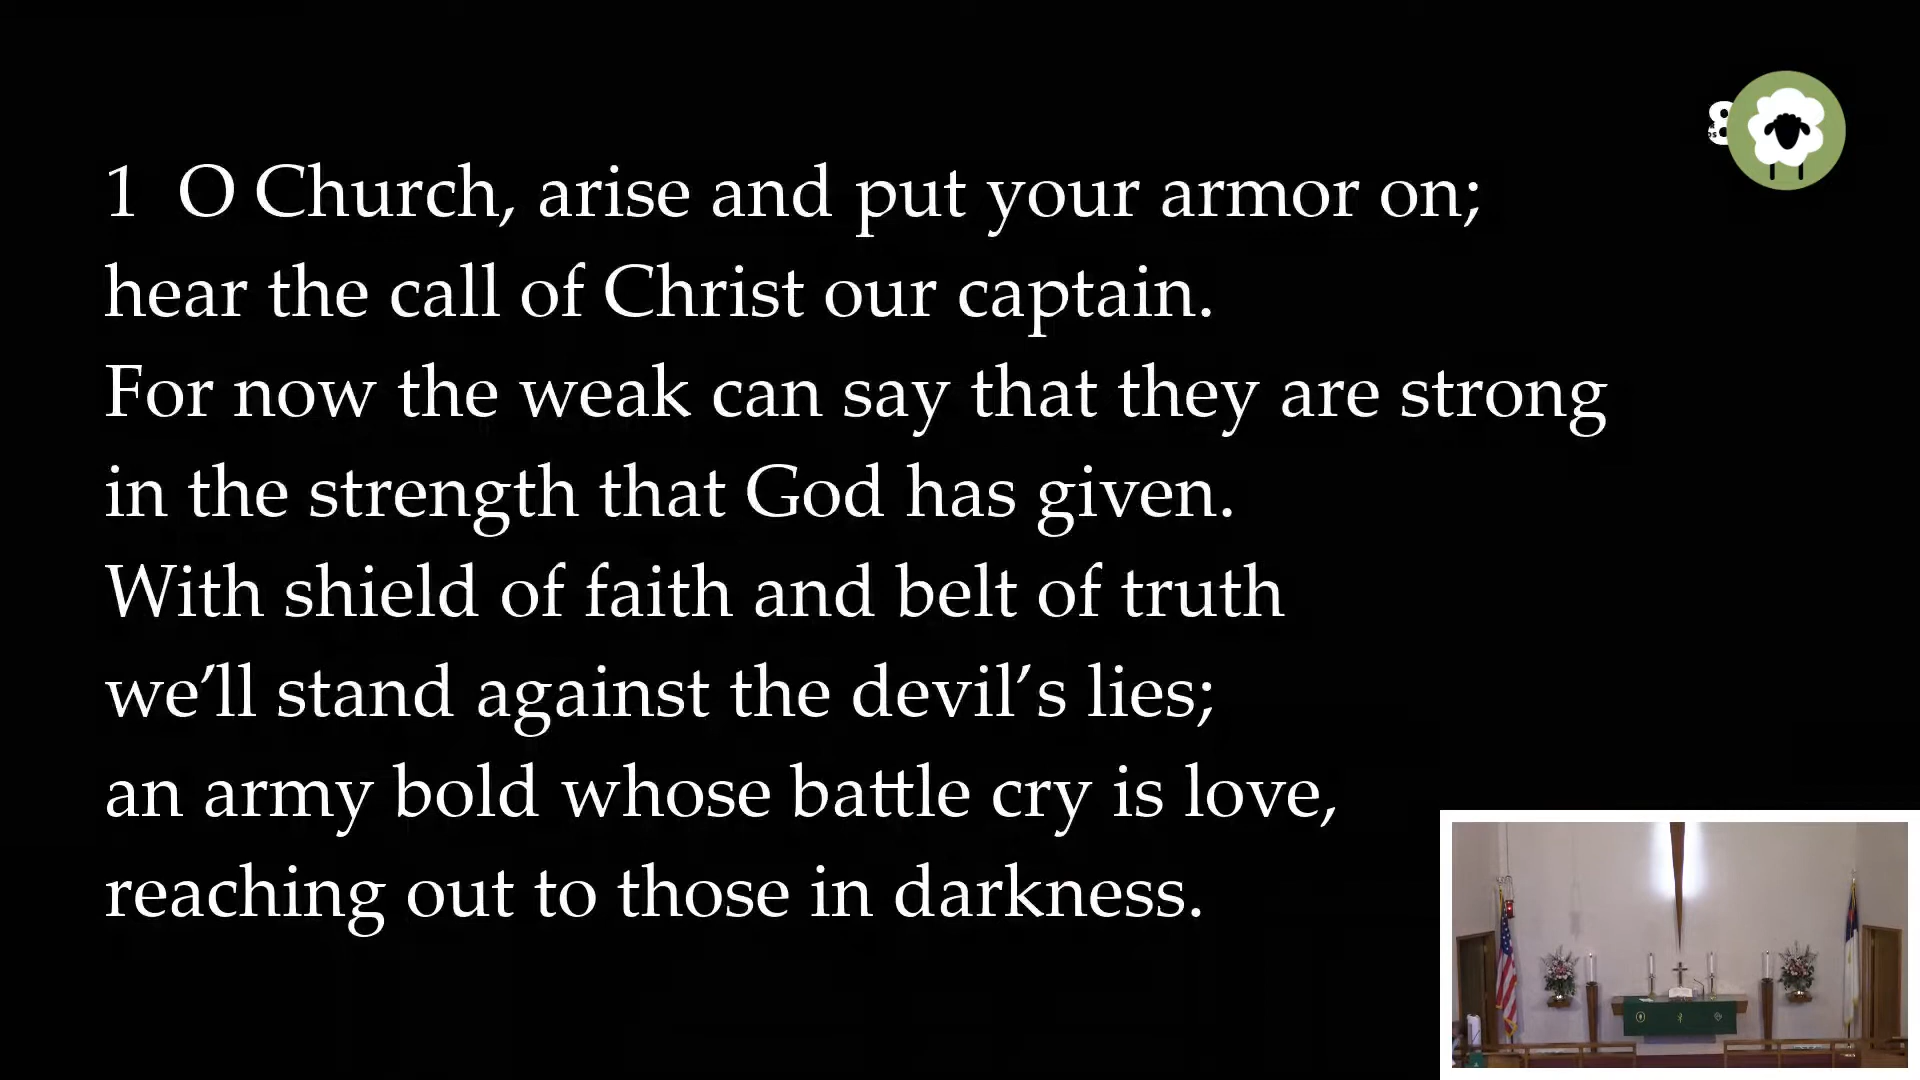 1 O Church, arise and put your armor on;
hear the call of Christ our captain.
For now the weak can say that they are strong
in the strength that God has given.
With shield of faith and belt of truth
we’ll stand against the devil’s lies;
an army bold whose battle cry is love,
reaching out to those in darkness.